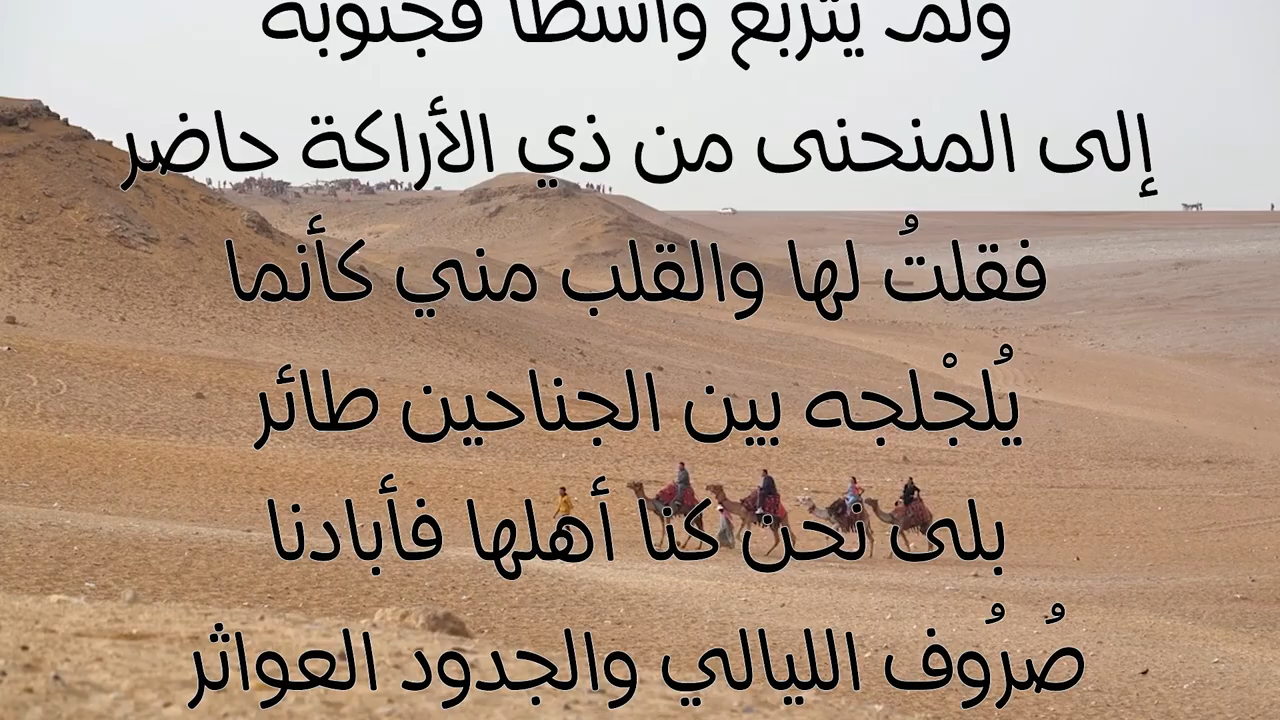 ولم يتربع واسطا فجنوبه
إلى المنحنى من ذي الأراكة حاضر
فقلتُ لها والقلب مني كأنما
يُلجْلجه بين الجناحين طائر
بلى نحن كنا أهلها فأبادنا
صُرُوف الليالي والجدود العواثر